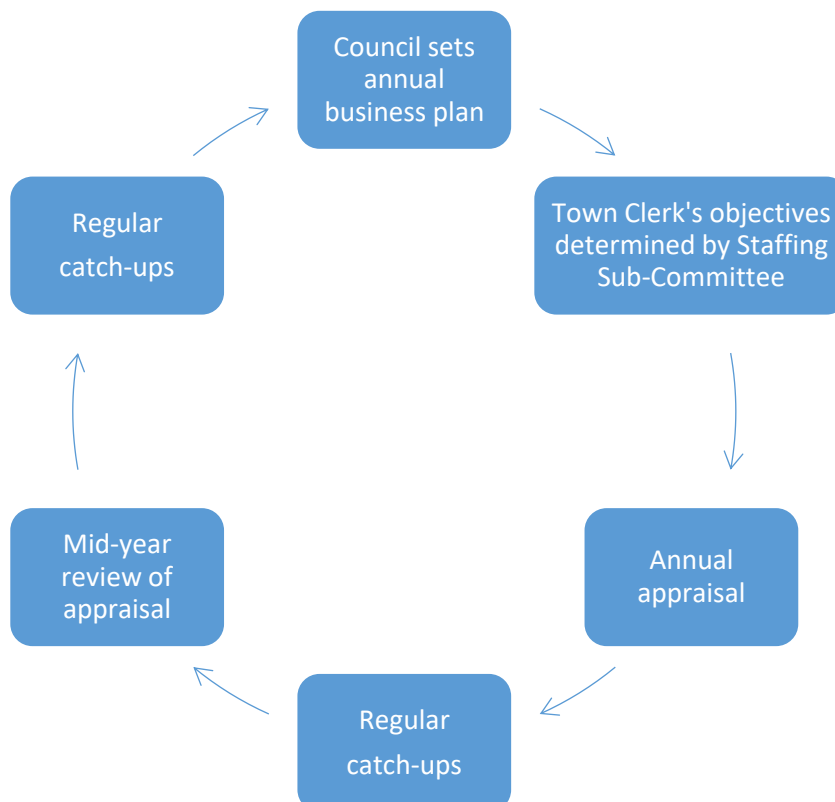 Council sets
annual
business plan
Town Clerk's objectives
determined by Staffing
Sub-Committee
Annual
appraisal
Regular
catch-ups
Mid-year
review of
appraisal
Regular
catch-ups